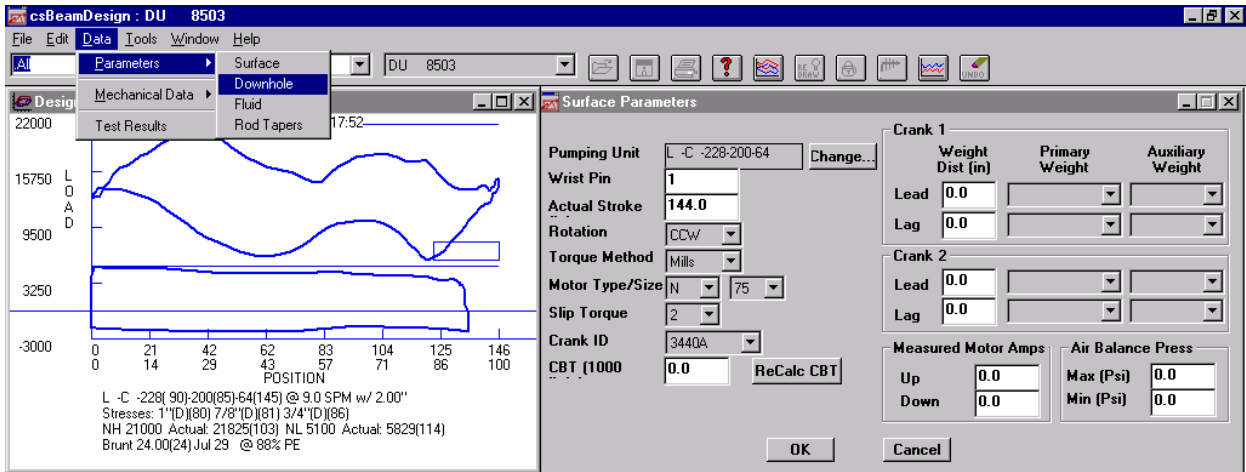 csBeamDesign : DU 8503
File Edit Data Tools Window Help
.All DU 8503
Parameters
Mechanical Data
Test Results
Surface
Downhole
Fluid
Rod Tapers
RE DRAW UNDO
Desig 17:52
22000
15750
9500
3250
-3000
LOAD
0 21 42 62 83 104 125 146
0 14 29 43 57 71 86 100
POSITION
L -C -228( 90)-200(85)-64(145) @ 9.0 SPM w/ 2.00"
Stresses: 1"(D)(80) 7/8"(D)(81) 3/4"(D)(86)
NH 21000 Actual: 21825(103) NL 5100 Actual: 5829(114)
Brunt 24.00(24) Jul 29 @ 88% PE
Surface Parameters
Pumping Unit L -C -228-200-64 Change...
Wrist Pin 1
Actual Stroke 144.0
Rotation CCW
Torque Method Mills
Motor Type/Size N 75
Slip Torque 2
Crank ID 3440A
CBT (1000 0.0 ReCalc CBT
Crank 1
Weight Dist (in) Primary Weight Auxiliary Weight
Lead 0.0
Lag 0.0
Crank 2
Lead 0.0
Lag 0.0
Measured Motor Amps
Up 0.0
Down 0.0
Air Balance Press
Max (Psi) 0.0
Min (Psi) 0.0
OK Cancel